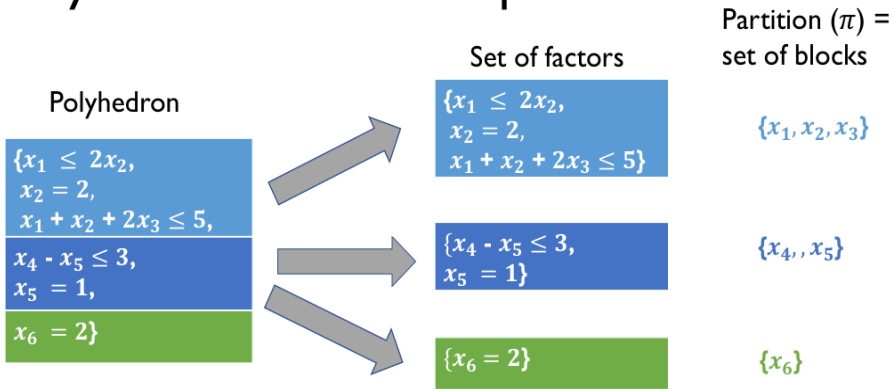 Partition (π) =
set of blocks
Set of factors
Polyhedron
{x₁ ≤ 2x₂,
x₂ = 2,
x₁ + x₂ + 2x₃ ≤ 5,
x₄ - x₅ ≤ 3,
x₅ = 1,
x₆ = 2}
{x₁ ≤ 2x₂,
x₂ = 2,
x₁ + x₂ + 2x₃ ≤ 5}
{x₄ - x₅ ≤ 3,
x₅ = 1}
{x₆ = 2}
{x₁, x₂, x₃}
{x₄,, x₅}
{x₆}